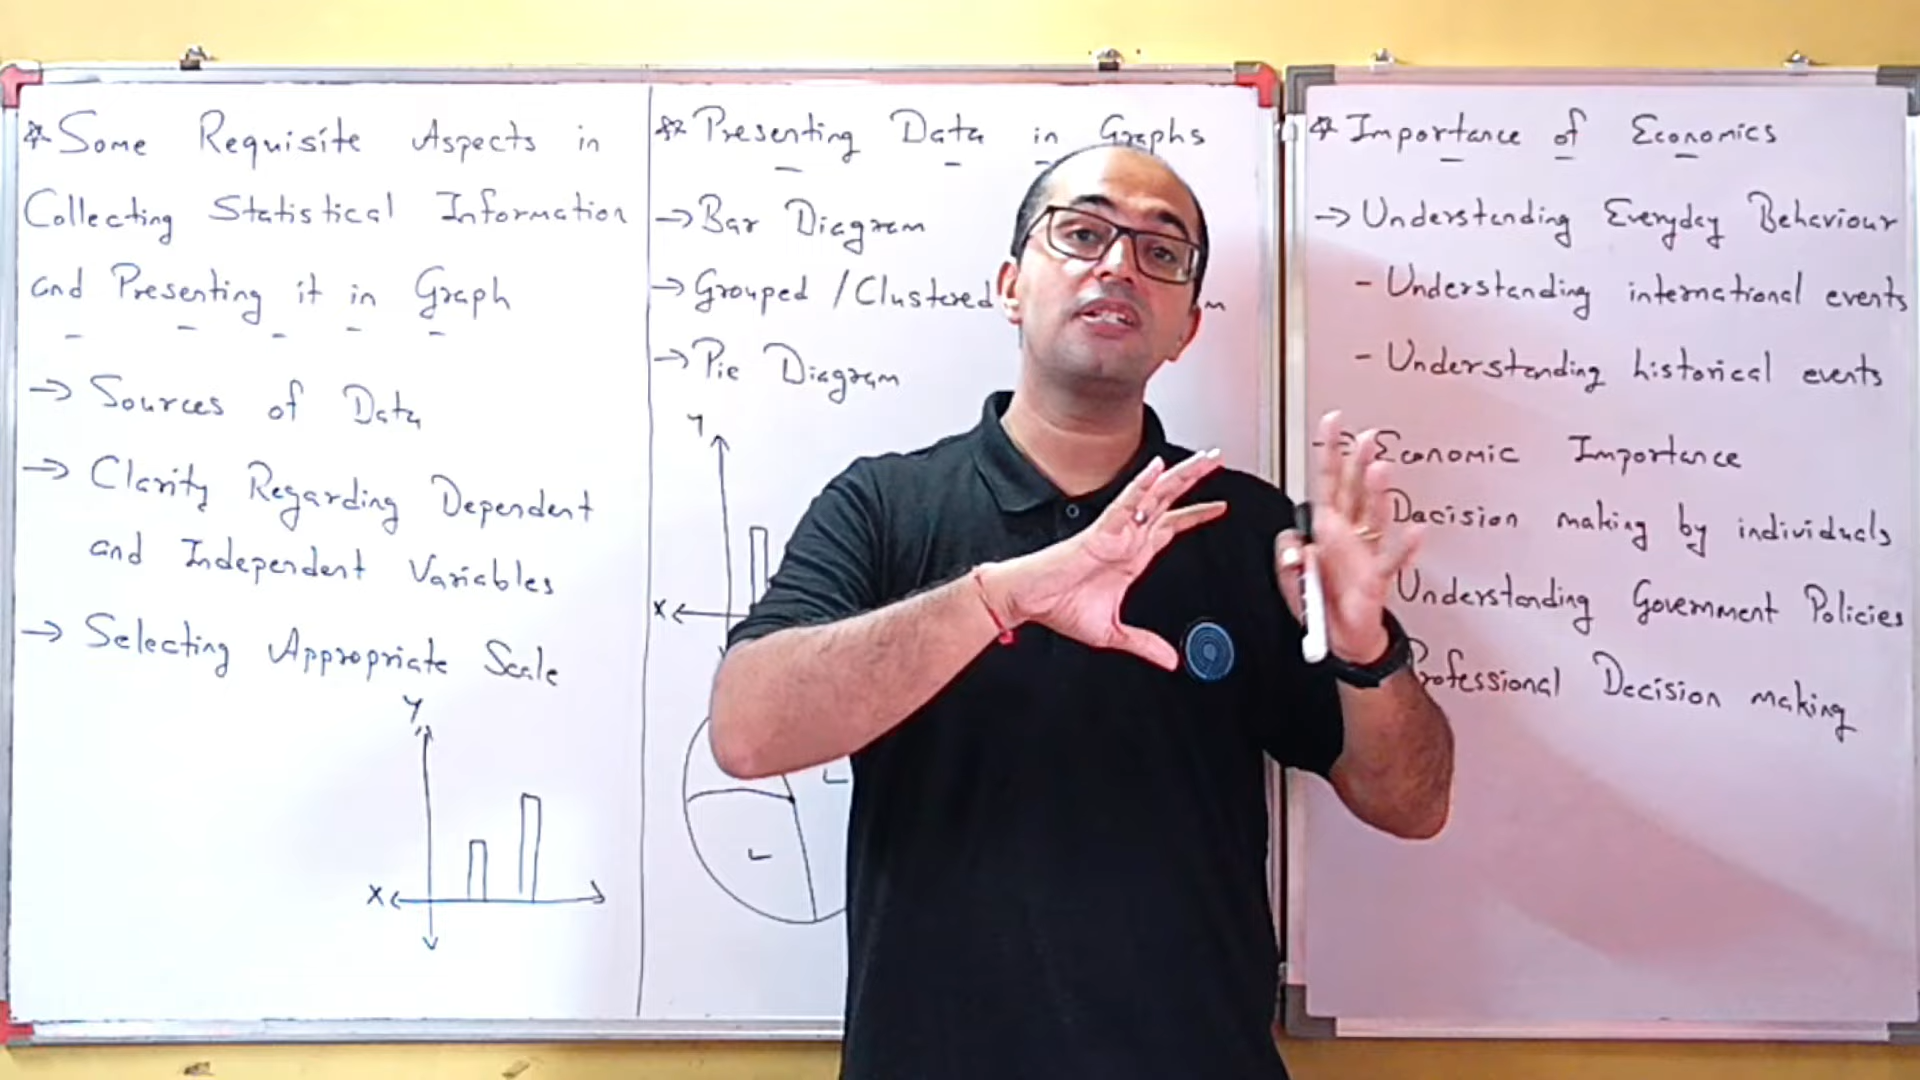 * Some Requisite Aspects in
Collecting Statistical Information
and Presenting it in Graph
→ Sources of Data
→ Clarity Regarding Dependent
and Independent Variables
→ Selecting Appropriate Scale
Y
X
** Presenting Data in Graphs
→ Bar Diagram
→ Grouped / Clustered
→ Pie Diagram
Y
X
* Importance of Economics
→ Understanding Everyday Behaviour
- Understanding international events
- Understanding historical events
→ Economic Importance
Decision making by individuals
Understanding Government Policies
Professional Decision making